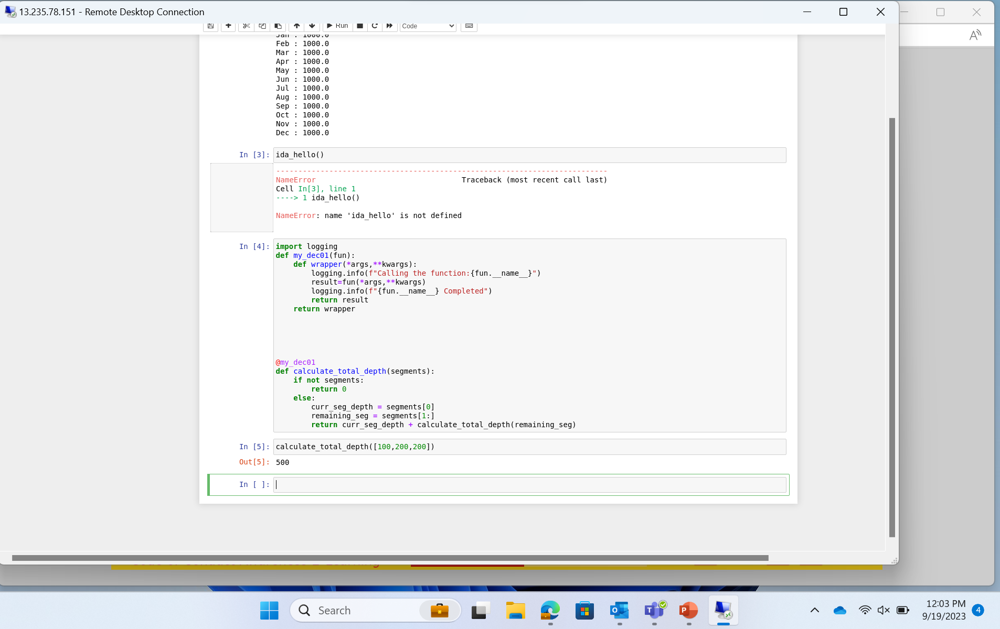 13.235.78.151 - Remote Desktop Connection
Run
Code
Jan : 1000.0
Feb : 1000.0
Mar : 1000.0
Apr : 1000.0
May : 1000.0
Jun : 1000.0
Jul : 1000.0
Aug : 1000.0
Sep : 1000.0
Oct : 1000.0
Nov : 1000.0
Dec : 1000.0
In [3]: ida_hello()
---------------------------------------------------------------------------
NameError                                 Traceback (most recent call last)
Cell In[3], line 1
----> 1 ida_hello()
NameError: name 'ida_hello' is not defined
In [4]: import logging
def my_dec01(fun):
    def wrapper(*args,**kwargs):
        logging.info(f"Calling the function:{fun.__name__}")
        result=fun(*args,**kwargs)
        logging.info(f"{fun.__name__} Completed")
        return result
    return wrapper
@my_dec01
def calculate_total_depth(segments):
    if not segments:
        return 0
    else:
        curr_seg_depth = segments[0]
        remaining_seg = segments[1:]
        return curr_seg_depth + calculate_total_depth(remaining_seg)
In [5]: calculate_total_depth([100,200,200])
Out[5]: 500
In [ ]:
Search
12:03 PM
9/19/2023
4